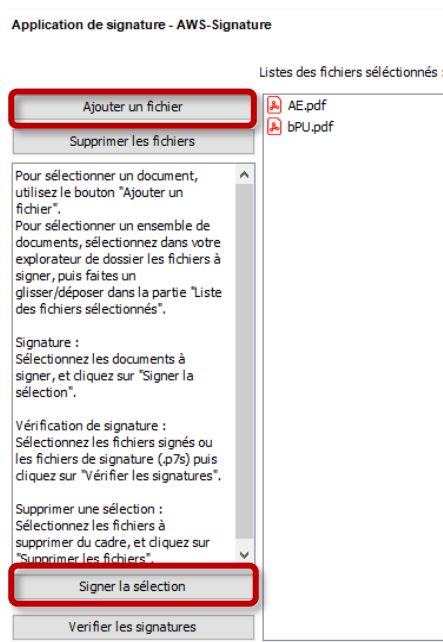 Application de signature - AWS-Signature
Listes des fichiers séléctionnés :
Ajouter un fichier
AE.pdf
bPU.pdf
Supprimer les fichiers
Pour sélectionner un document,
utilisez le bouton "Ajouter un
fichier".
Pour sélectionner un ensemble de
documents, sélectionnez dans votre
explorateur de dossier les fichiers à
signer, puis faites un
glisser/déposer dans la partie "Liste
des fichiers sélectionnés".
Signature :
Sélectionnez les documents à
signer, et cliquez sur "Signer la
sélection".
Vérification de signature :
Sélectionnez les fichiers signés ou
les fichiers de signature (.p7s) puis
cliquez sur "Vérifier les signatures".
Supprimer une sélection :
Sélectionnez les fichiers à
supprimer du cadre, et cliquez sur
"Supprimer les fichiers".
Signer la sélection
Verifier les signatures